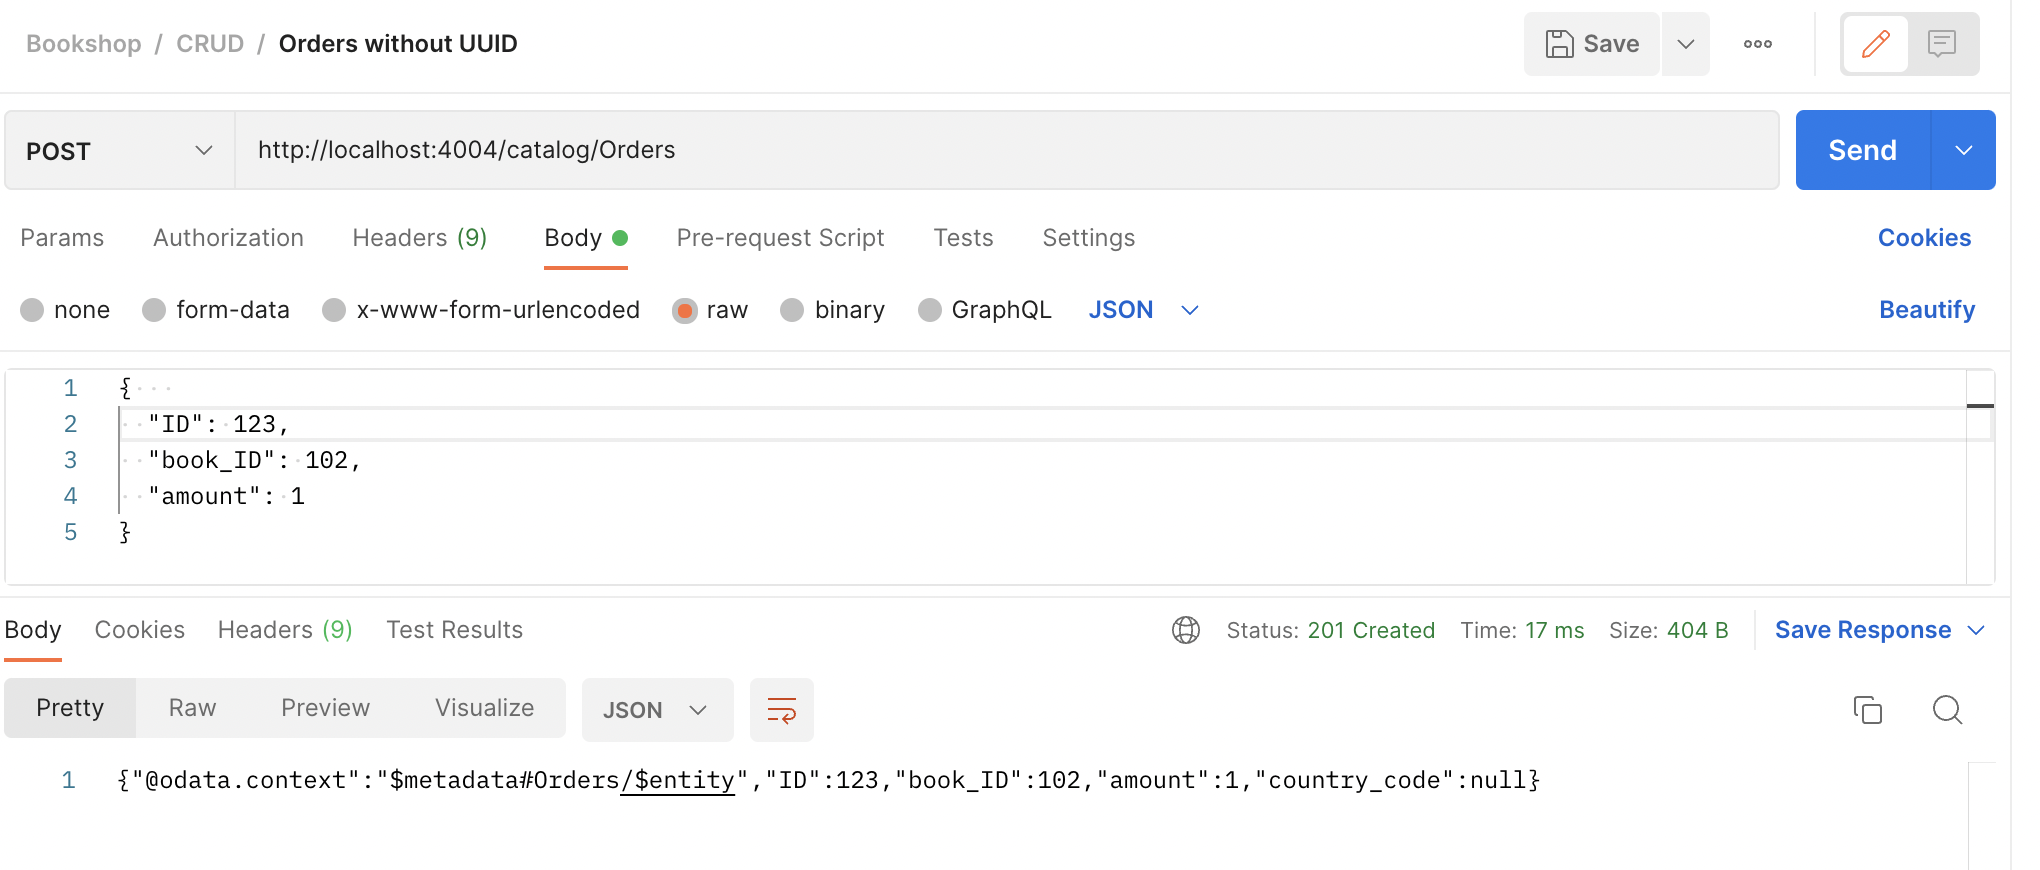 Bookshop / CRUD / Orders without UUID
Save
POST
http://localhost:4004/catalog/Orders
Send
Params Authorization Headers (9) Body Pre-request Script Tests Settings Cookies
none form-data x-www-form-urlencoded raw binary GraphQL JSON Beautify
1 {
2 "ID": 123,
3 "book_ID": 102,
4 "amount": 1
5 }
Body Cookies Headers (9) Test Results Status: 201 Created Time: 17 ms Size: 404 B Save Response
Pretty Raw Preview Visualize JSON
1 {"@odata.context":"$metadata#Orders/$entity","ID":123,"book_ID":102,"amount":1,"country_code":null}